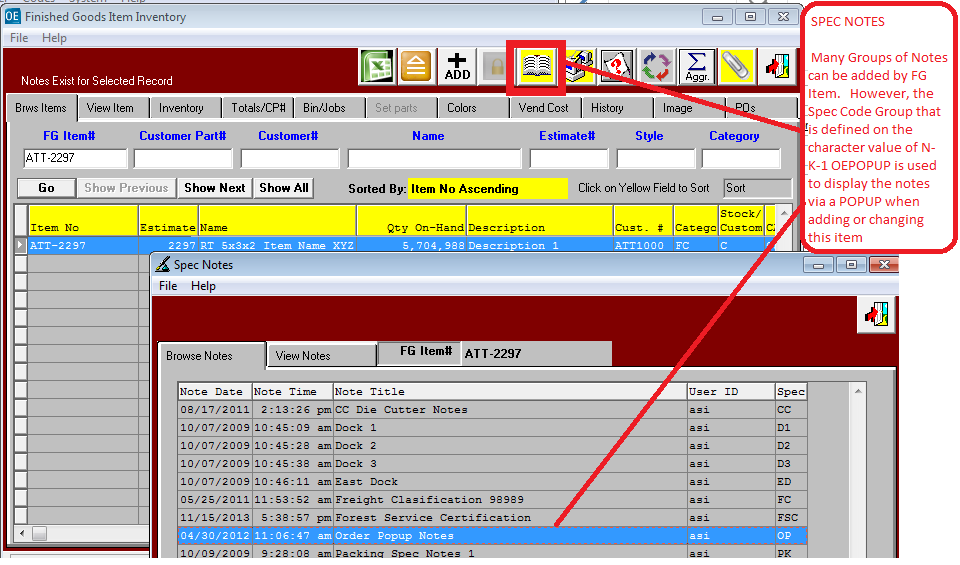 Codes System Help
OE Finished Goods Item Inventory
File Help
Notes Exist for Selected Record
ADD
Σ
Aggr.
Brws Items View Item Inventory Totals/CP# Bin/Jobs Set parts Colors Vend Cost History Image POs
FG Item# Customer Part# Customer# Name Estimate# Style Category
ATT-2297
Go Show Previous Show Next Show All Sorted By: Item No Ascending Click on Yellow Field to Sort Sort
Stock/
Item No Estimate Name Qty On-Hand Description Cust. # Catego Custom
ATT-2297 2297 RT 5x3x2 Item Name XYZ 5,704,988 Description 1 ATT1000 FC C
SPEC NOTES
Many Groups of Notes
can be added by FG
Item. However, the
Spec Code Group that
is defined on the
character value of N-
K-1 OEPOPUP is used
to display the notes
via a POPUP when
adding or changing
this item
Spec Notes
File Help
Browse Notes View Notes FG Item# ATT-2297
Note Date Note Time Note Title User ID Spec
08/17/2011 2:13:26 pm CC Die Cutter Notes asi CC
10/07/2009 10:45:09 am Dock 1 asi D1
10/07/2009 10:45:28 am Dock 2 asi D2
10/07/2009 10:45:38 am Dock 3 asi D3
10/07/2009 10:46:11 am East Dock asi ED
05/25/2011 11:53:52 am Freight Clasification 98989 asi FC
11/15/2013 5:38:57 pm Forest Service Certification asi FSC
04/30/2012 11:06:47 am Order Popup Notes asi OP
10/09/2009 9:28:08 am Packing Spec Notes 1 asi PK